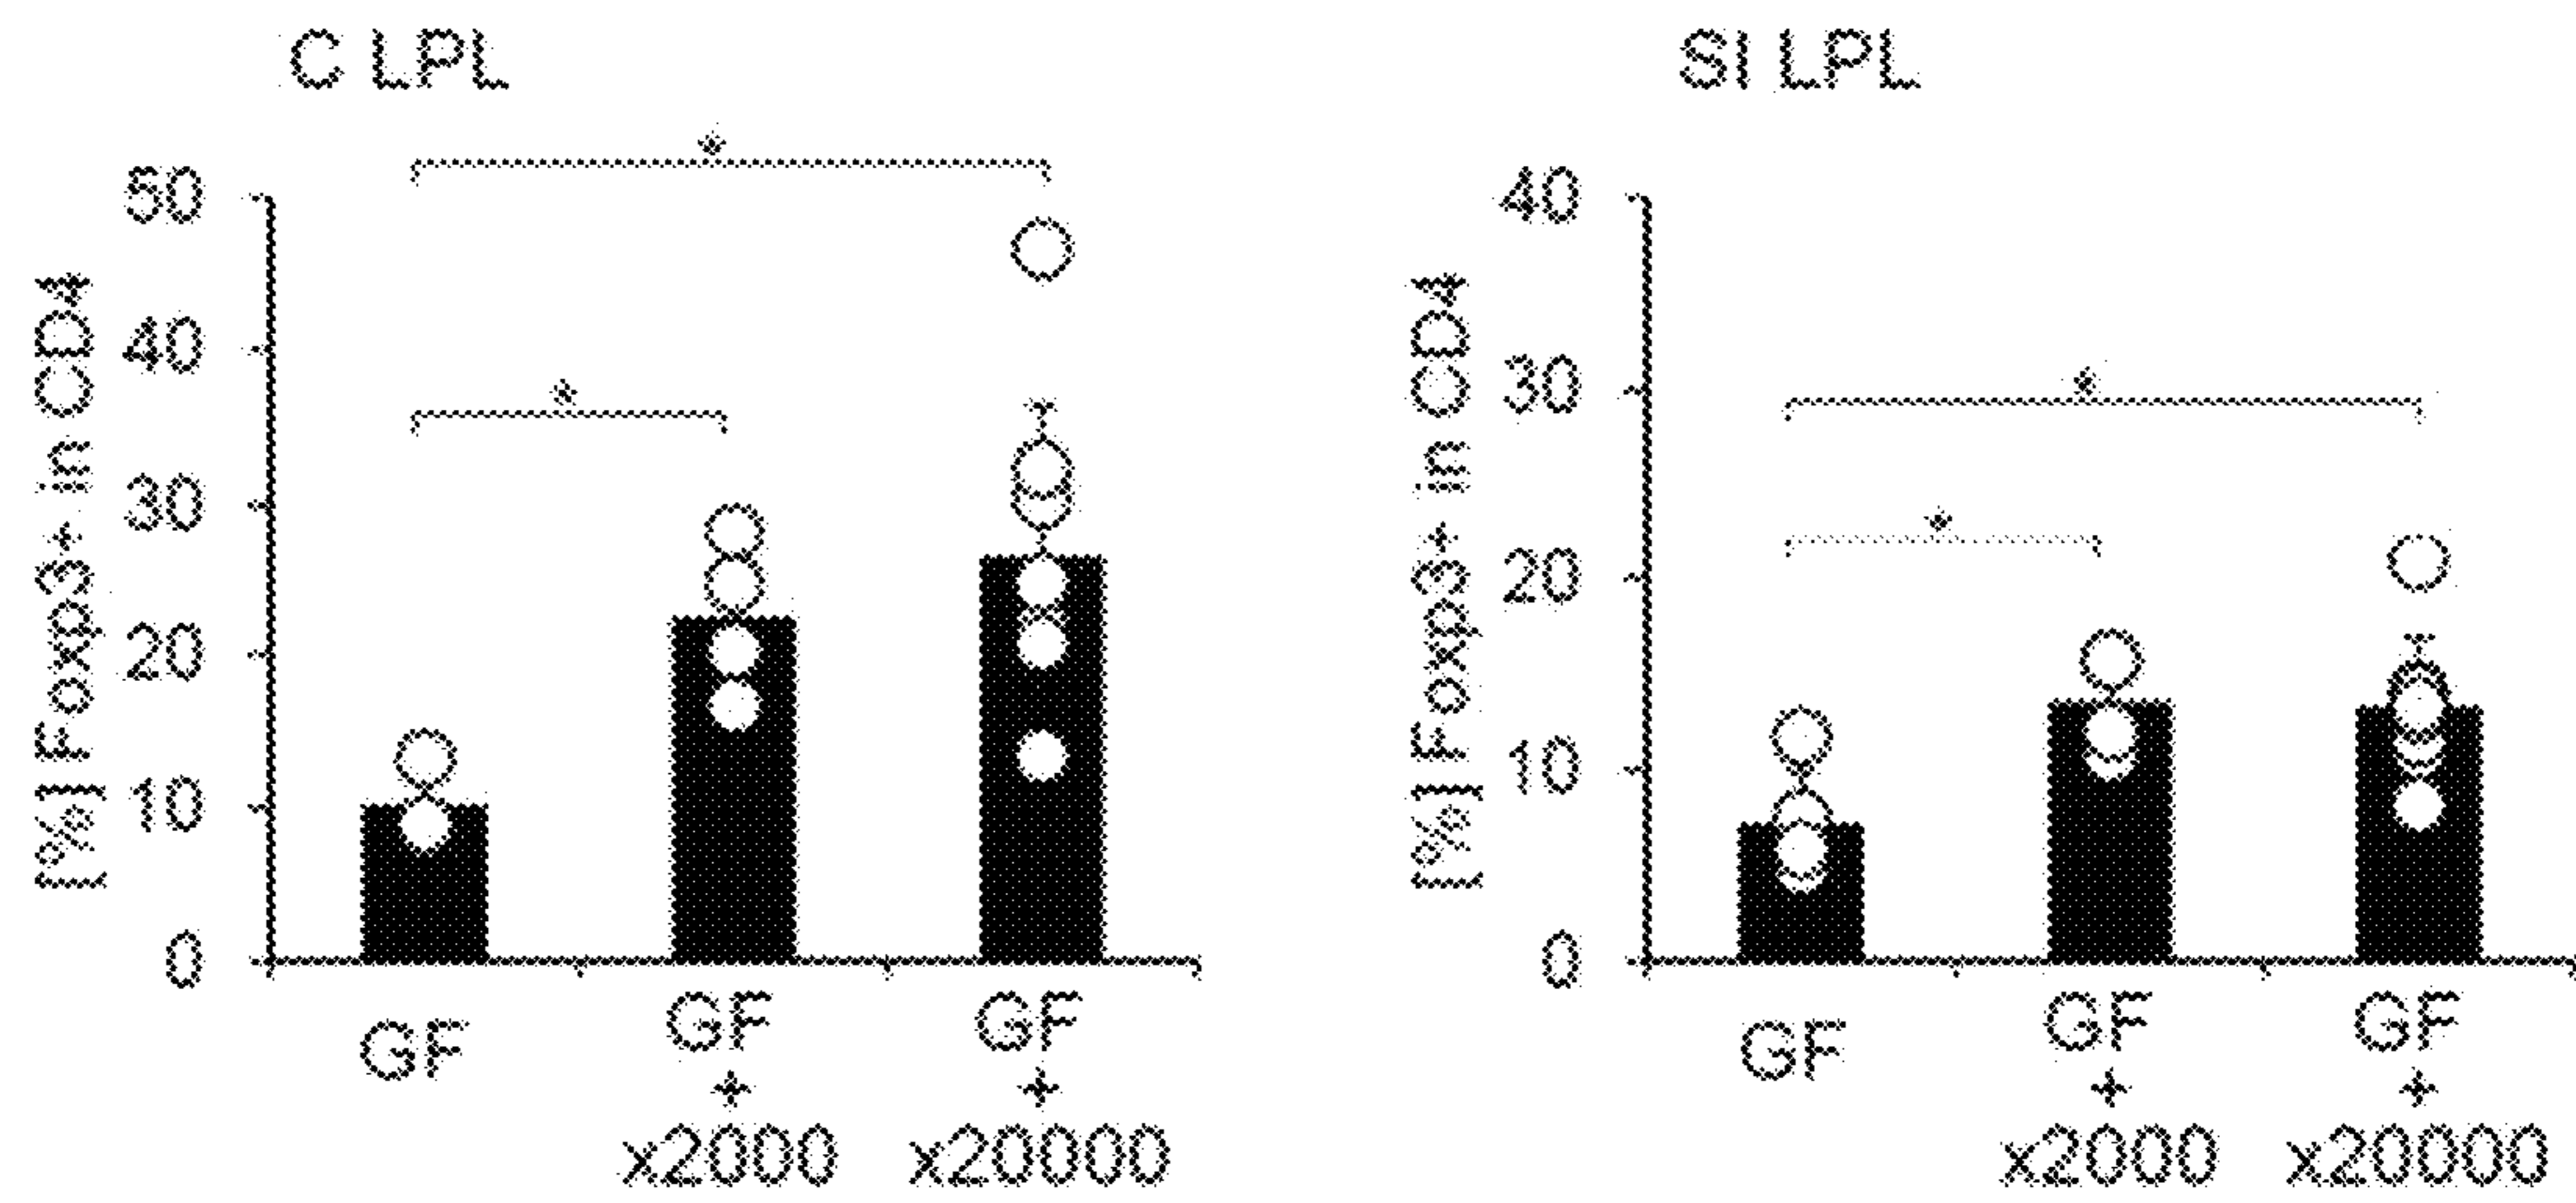 C LPL
*
*
[%] Foxp3+ in CD4
50
40
30
20
10
0
GF
GF
+
x2000
GF
+
x20000
SI LPL
*
*
[%] Foxp3+ in CD4
40
30
20
10
0
GF
GF
+
x2000
GF
+
x20000